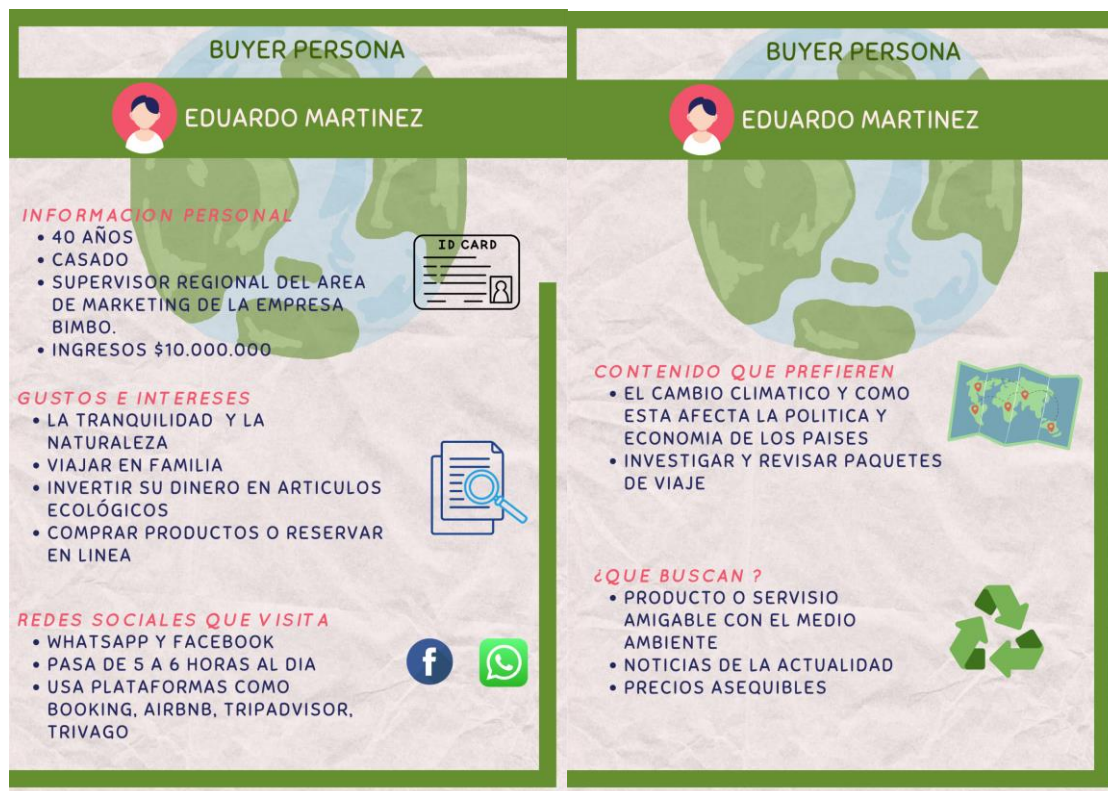 BUYER PERSONA
EDUARDO MARTINEZ
INFORMACION PERSONAL
• 40 AÑOS
• CASADO
• SUPERVISOR REGIONAL DEL AREA
DE MARKETING DE LA EMPRESA
BIMBO.
• INGRESOS $10.000.000
ID CARD
GUSTOS E INTERESES
• LA TRANQUILIDAD Y LA
NATURALEZA
• VIAJAR EN FAMILIA
• INVERTIR SU DINERO EN ARTICULOS
ECOLÓGICOS
• COMPRAR PRODUCTOS O RESERVAR
EN LINEA
REDES SOCIALES QUE VISITA
• WHATSAPP Y FACEBOOK
• PASA DE 5 A 6 HORAS AL DIA
• USA PLATAFORMAS COMO
BOOKING, AIRBNB, TRIPADVISOR,
TRIVAGO
BUYER PERSONA
EDUARDO MARTINEZ
CONTENIDO QUE PREFIEREN
• EL CAMBIO CLIMATICO Y COMO
ESTA AFECTA LA POLITICA Y
ECONOMIA DE LOS PAISES
• INVESTIGAR Y REVISAR PAQUETES
DE VIAJE
¿QUE BUSCAN ?
• PRODUCTO O SERVISIO
AMIGABLE CON EL MEDIO
AMBIENTE
• NOTICIAS DE LA ACTUALIDAD
• PRECIOS ASEQUIBLES